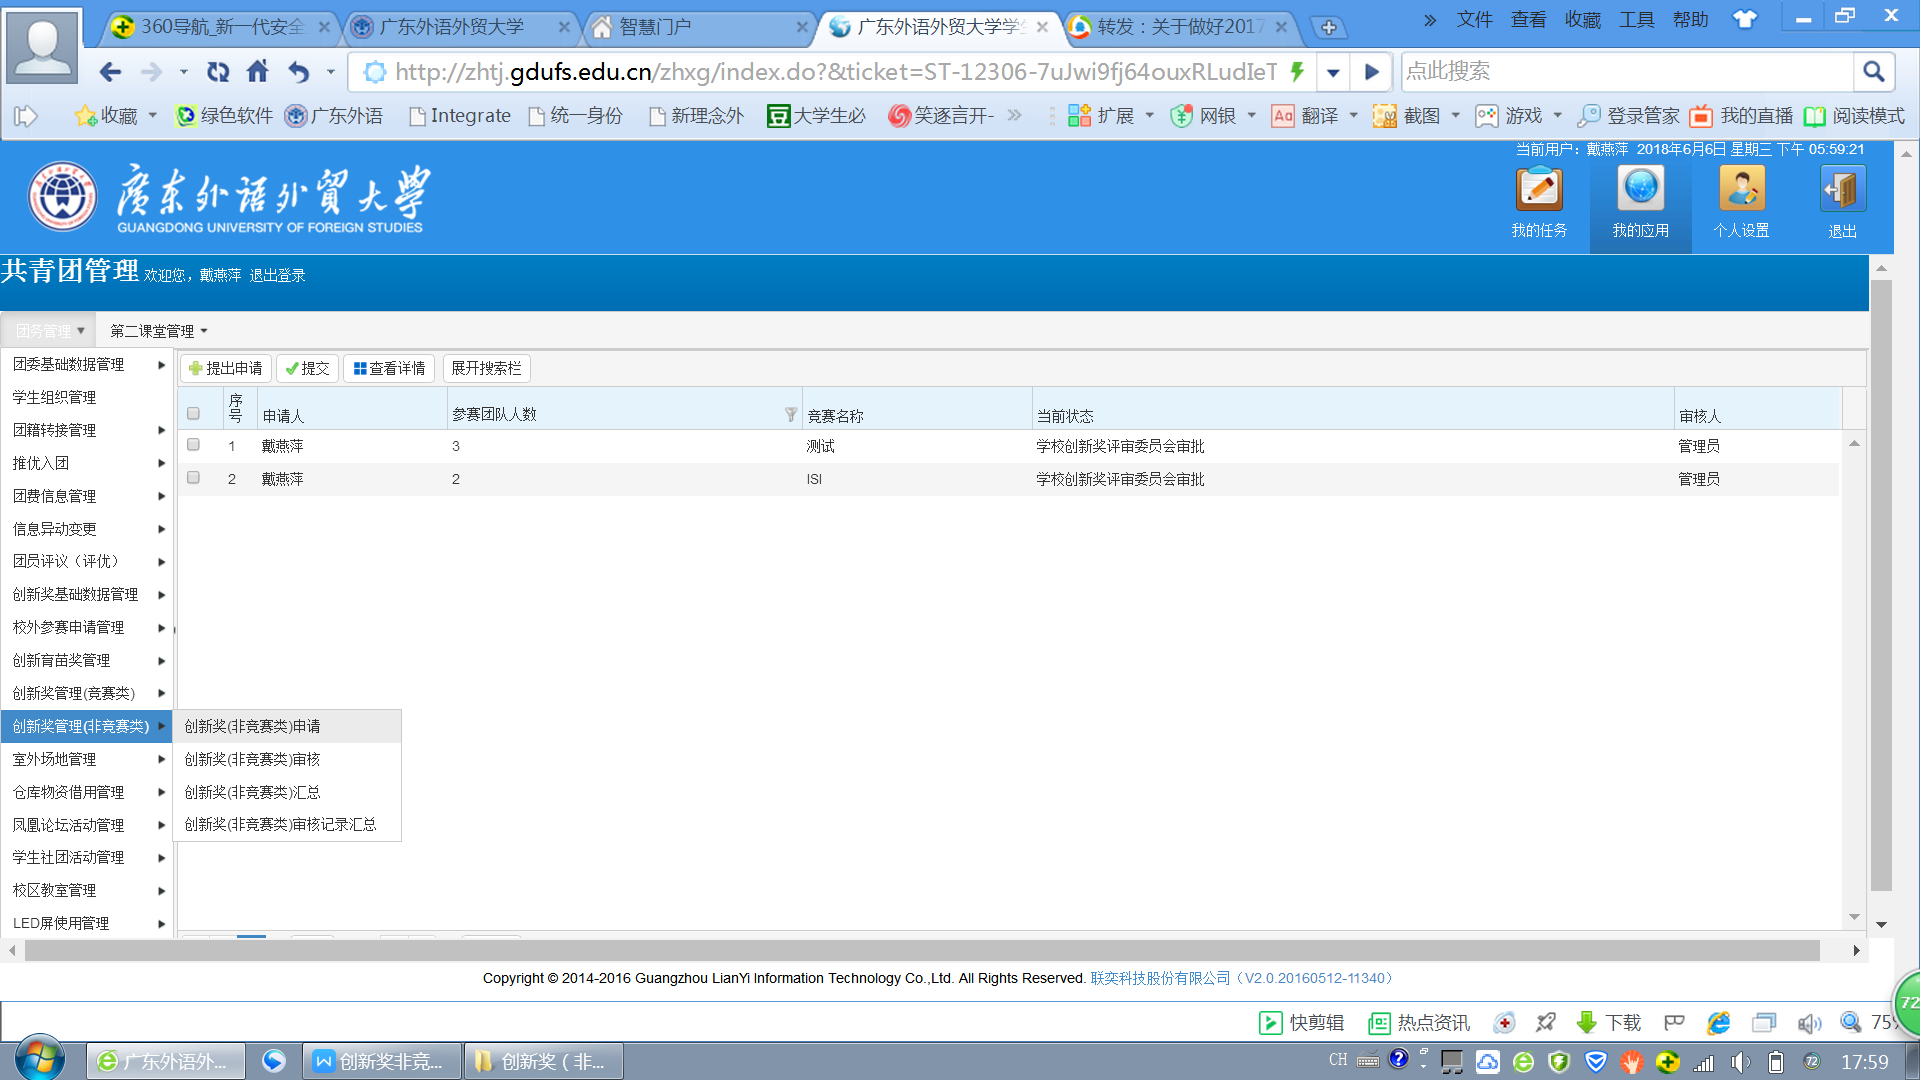 360导航_新一代安全
广东外语外贸大学
智慧门户
广东外语外贸大学学生
转发：关于做好2017
» 文件 查看 收藏 工具 帮助
http://zhtj.gdufs.edu.cn/zhxg/index.do?&ticket=ST-12306-7uJwi9fj64ouxRLudIeT
点此搜索
收藏 绿色软件 广东外语 Integrate 统一身份 新理念外 大学生必 笑逐言开- » 扩展 网银 翻译 截图 游戏 登录管家 我的直播 阅读模式
当前用户：戴燕萍 2018年6月6日 星期三 下午 05:59:21
廣东外语外貿大学
GUANGDONG UNIVERSITY OF FOREIGN STUDIES
我的任务 我的应用 个人设置 退出
共青团管理 欢迎您，戴燕萍 退出登录
团务管理 第二课堂管理
提出申请 提交 查看详情 展开搜索栏
序号 申请人 参赛团队人数 竞赛名称 当前状态 审核人
1 戴燕萍 3 测试 学校创新奖评审委员会审批 管理员
2 戴燕萍 2 ISI 学校创新奖评审委员会审批 管理员
团委基础数据管理
学生组织管理
团籍转接管理
推优入团
团费信息管理
信息异动变更
团员评议（评优）
创新奖基础数据管理
校外参赛申请管理
创新育苗奖管理
创新奖管理(竞赛类)
创新奖管理(非竞赛类)
室外场地管理
仓库物资借用管理
凤凰论坛活动管理
学生社团活动管理
校区教室管理
LED屏使用管理
创新奖(非竞赛类)申请
创新奖(非竞赛类)审核
创新奖(非竞赛类)汇总
创新奖(非竞赛类)审核记录汇总
Copyright © 2014-2016 Guangzhou LianYi Information Technology Co.,Ltd. All Rights Reserved. 联奕科技股份有限公司（V2.0.20160512-11340）
72
快剪辑 热点资讯 下载 75%
广东外语外... 创新奖非竞... 创新奖（非... CH 72 17:59